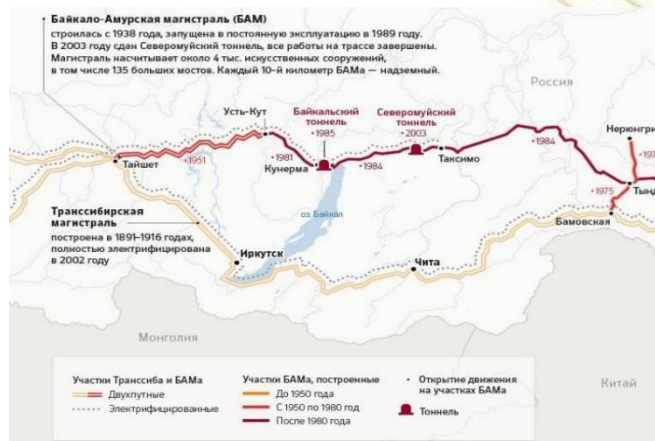 Байкало-Амурская магистраль (БАМ)
строилась с 1938 года, запущена в постоянную эксплуатацию в 1989 году.
В 2003 году сдан Северомуйский тоннель, все работы на трассе завершены.
Магистраль насчитывает около 4 тыс. искусственных сооружений,
в том числе 135 больших мостов. Каждый 10-й километр БАМа — надземный.
Россия
Усть-Кут
Байкальский
тоннель
•1985
Северомуйский
тоннель
•2003
Нерюнгри
Тайшет
•1951
•1981
Кунерма
•1984
Таксимо
•1984
•1975
Бамовская
оз. Байкал
Транссибирская
магистраль
построена в 1891–1916 годах,
полностью электрифицирована
в 2002 году
Иркутск
Чита
Монголия
Китай
Участки Транссиба и БАМа
Двухпутные
Электрифицированные
Участки БАМа, построенные
До 1950 года
С 1950 по 1980 год
После 1980 года
• Открытие движения
на участках БАМа
Тоннель